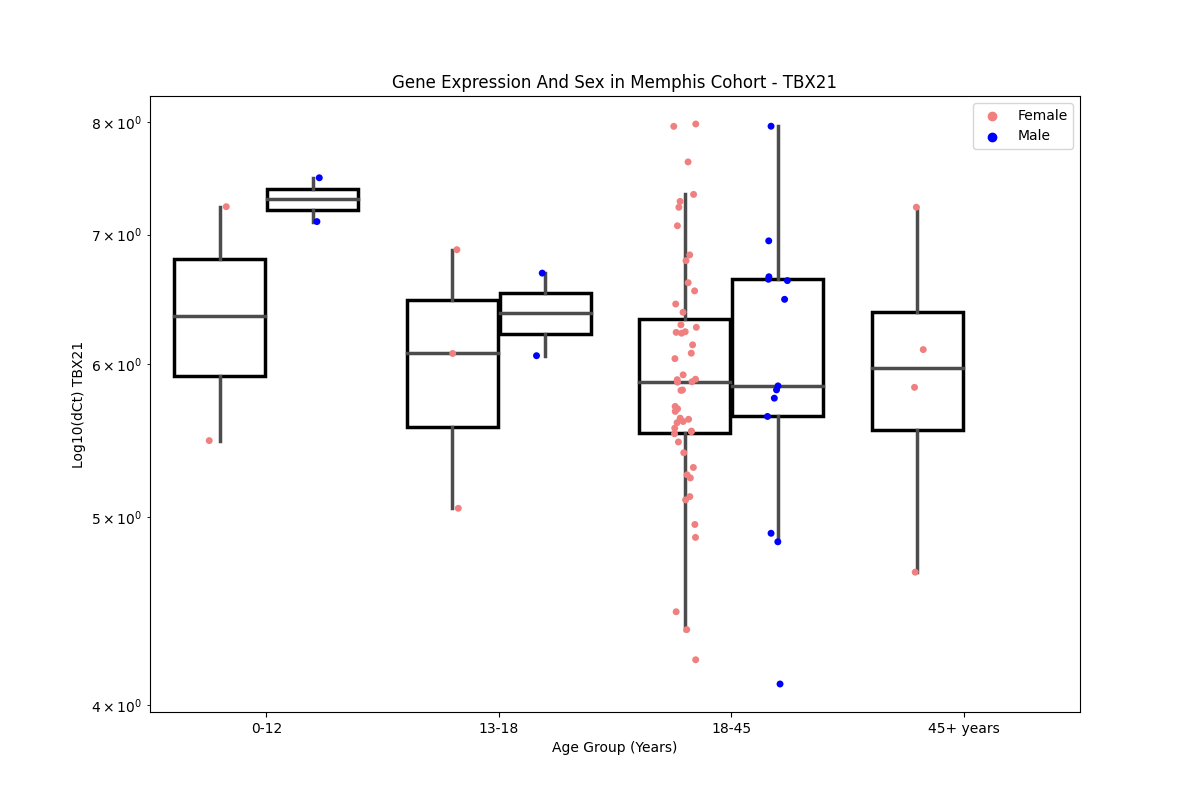 Gene Expression And Sex in Memphis Cohort - TBX21
Female
Male
8 × 10⁰
7 × 10⁰
6 × 10⁰
5 × 10⁰
4 × 10⁰
Log10(dCt) TBX21
0-12
13-18
18-45
45+ years
Age Group (Years)